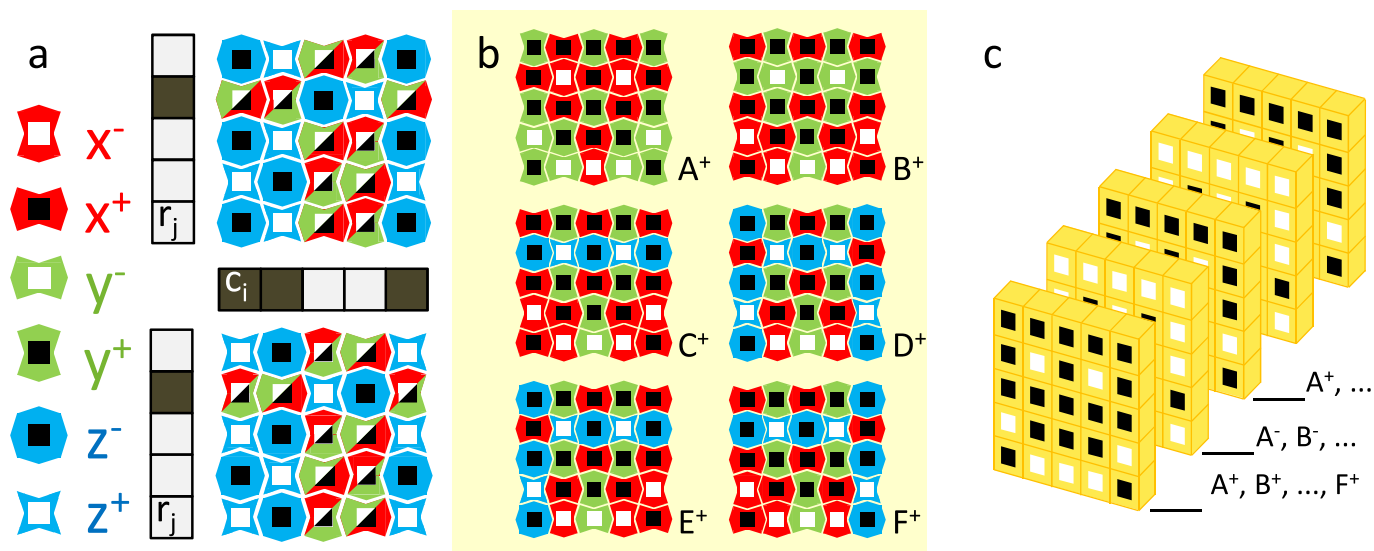 a
x⁻
x⁺
y⁻
y⁺
z⁻
z⁺
rⱼ
cᵢ
rⱼ
b
A⁺
B⁺
C⁺
D⁺
E⁺
F⁺
c
A⁺, ...
A⁻, B⁻, ...
A⁺, B⁺, ..., F⁺